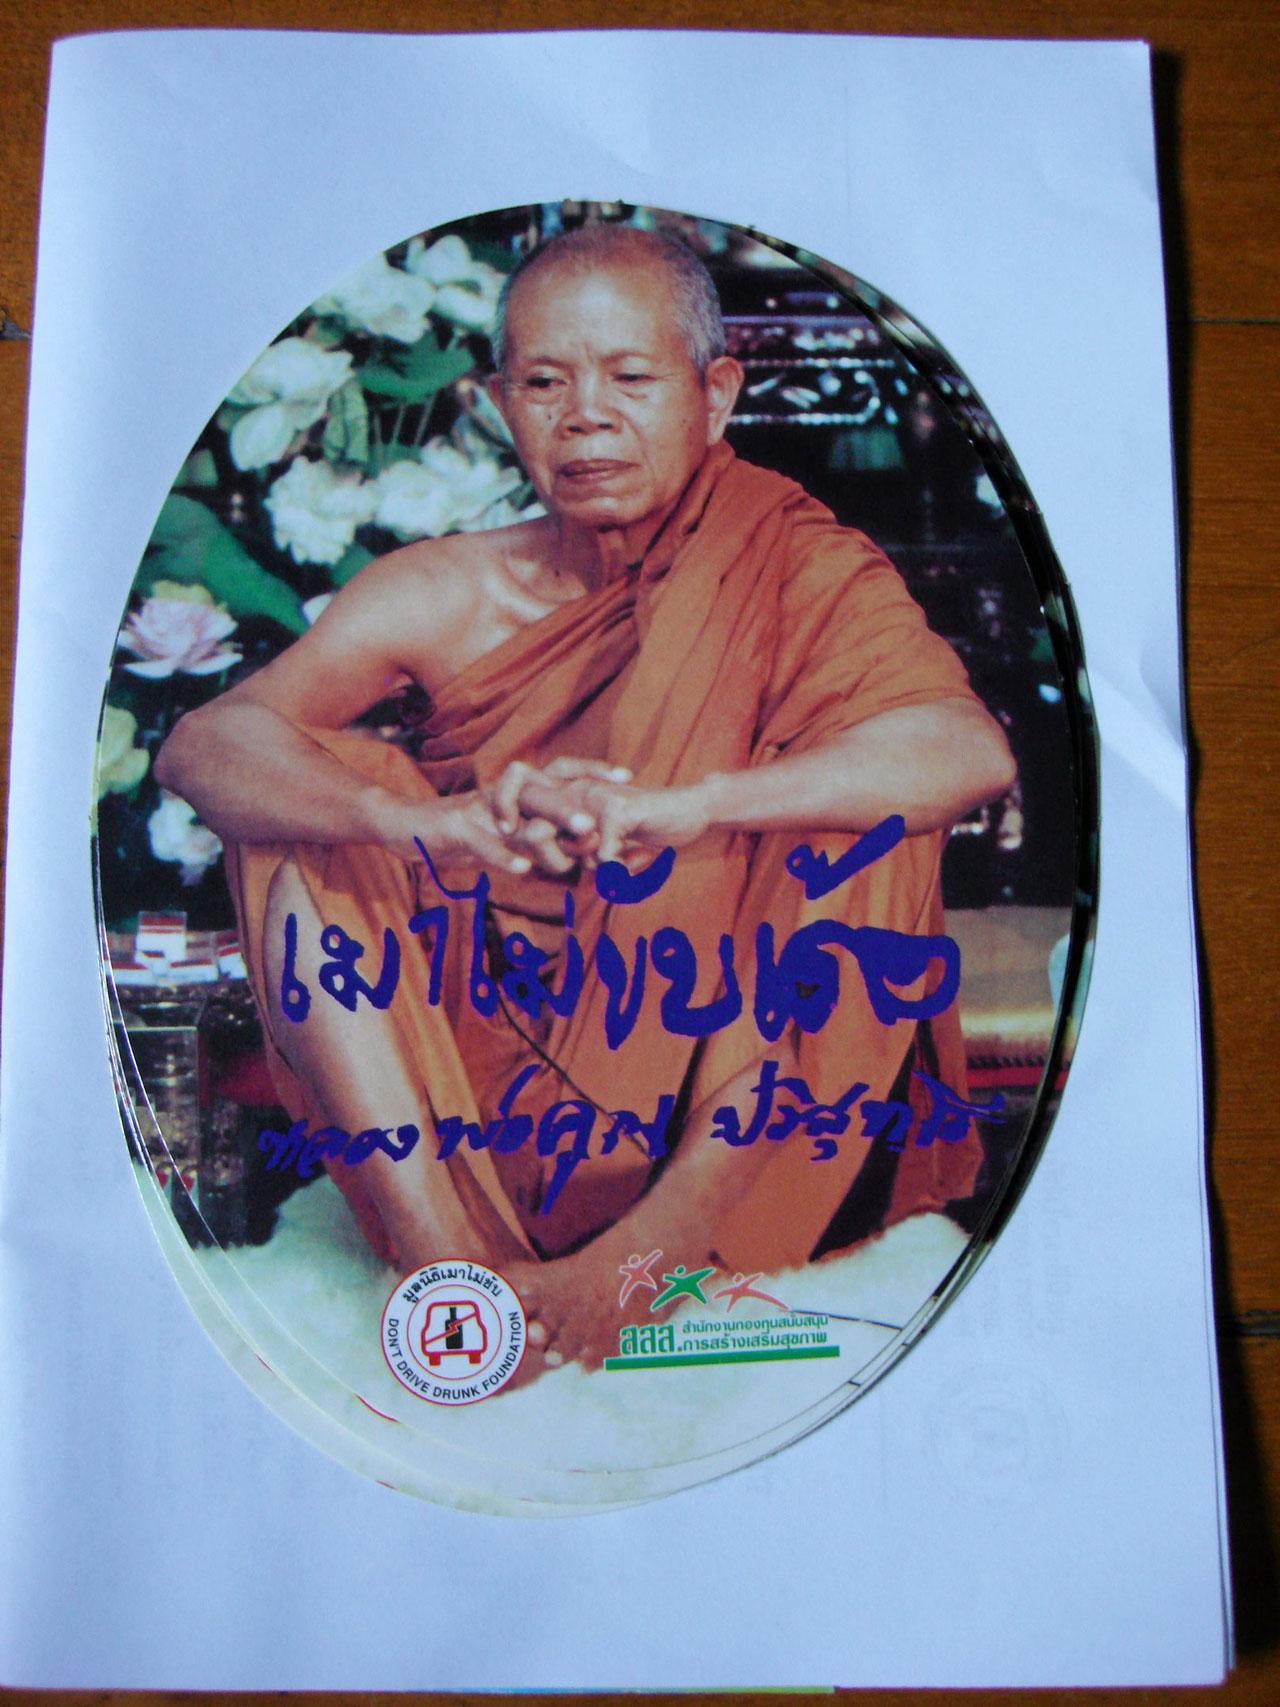 เมาไม่ขับเด้อ
หลวงพ่อคูณ ปริสุทโธ
มูลนิธิเมาไม่ขับ
DON'T DRIVE DRUNK FOUNDATION
สำนักงานกองทุนสนับสนุน
สสส.การสร้างเสริมสุขภาพ